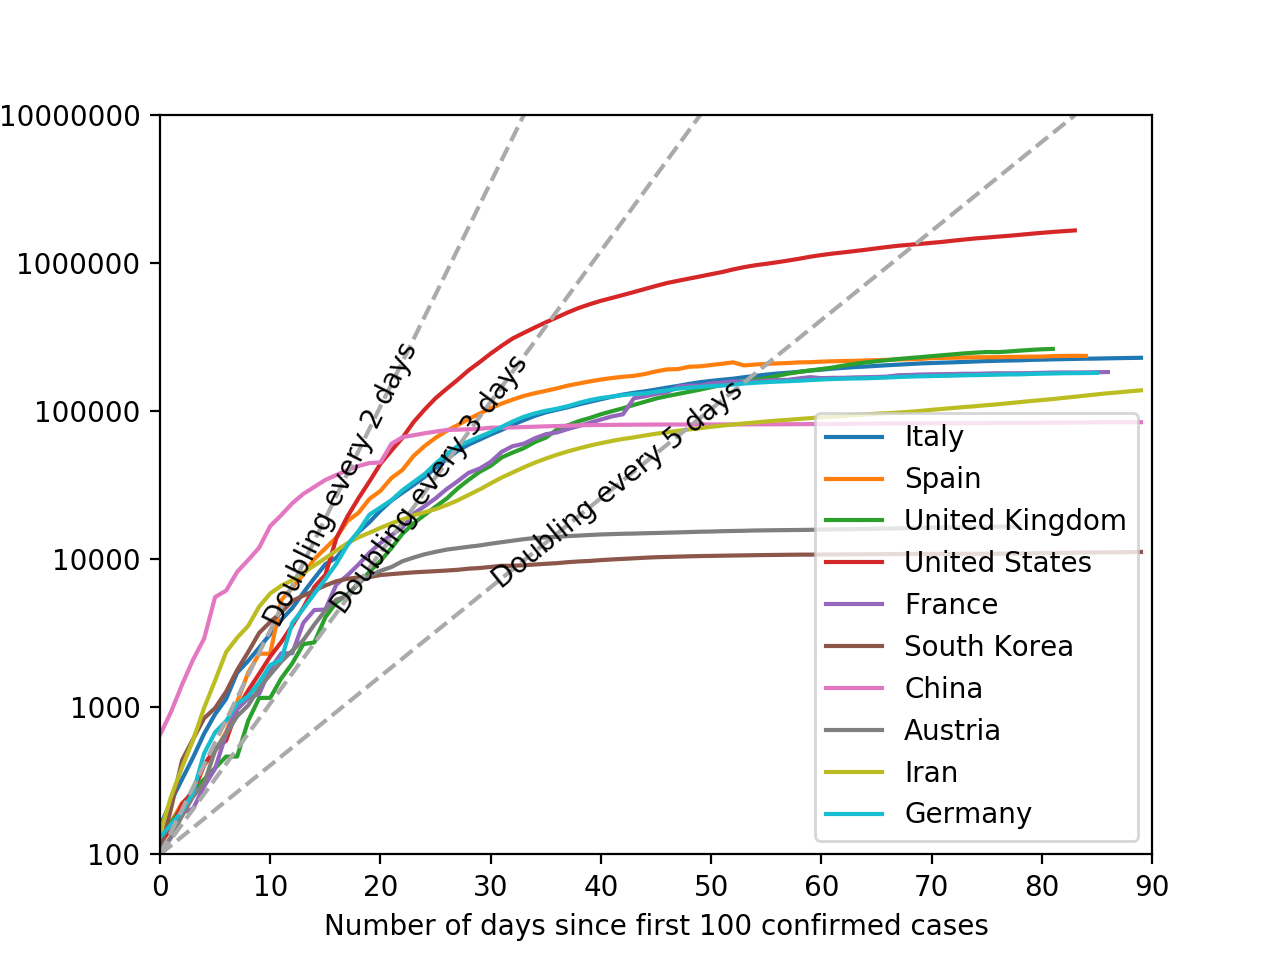 10000000
1000000
100000
10000
1000
100
Doubling every 2 days
Doubling every 3 days
Doubling every 5 days
Italy
Spain
United Kingdom
United States
France
South Korea
China
Austria
Iran
Germany
0 10 20 30 40 50 60 70 80 90
Number of days since first 100 confirmed cases